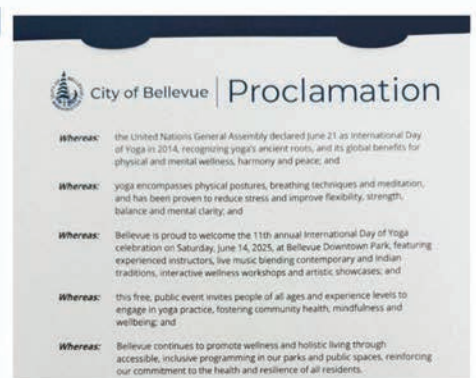 City of Bellevue | Proclamation
Whereas: the United Nations General Assembly declared June 21 as International Day
of Yoga in 2014, recognizing yoga's ancient roots, and its global benefits for
physical and mental wellness, harmony and peace; and
Whereas: yoga encompasses physical postures, breathing techniques and meditation,
and has been proven to reduce stress and improve flexibility, strength,
balance and mental clarity; and
Whereas: Bellevue is proud to welcome the 11th annual International Day of Yoga
celebration on Saturday, June 14, 2025, at Bellevue Downtown Park, featuring
experienced instructors, live music blending contemporary and Indian
traditions, interactive wellness workshops and artistic showcases; and
Whereas: this free, public event invites people of all ages and experience levels to
engage in yoga practice, fostering community health, mindfulness and
wellbeing; and
Whereas: Bellevue continues to promote wellness and holistic living through
accessible, inclusive programming in our parks and public spaces, reinforcing
our commitment to the health and resilience of all residents.